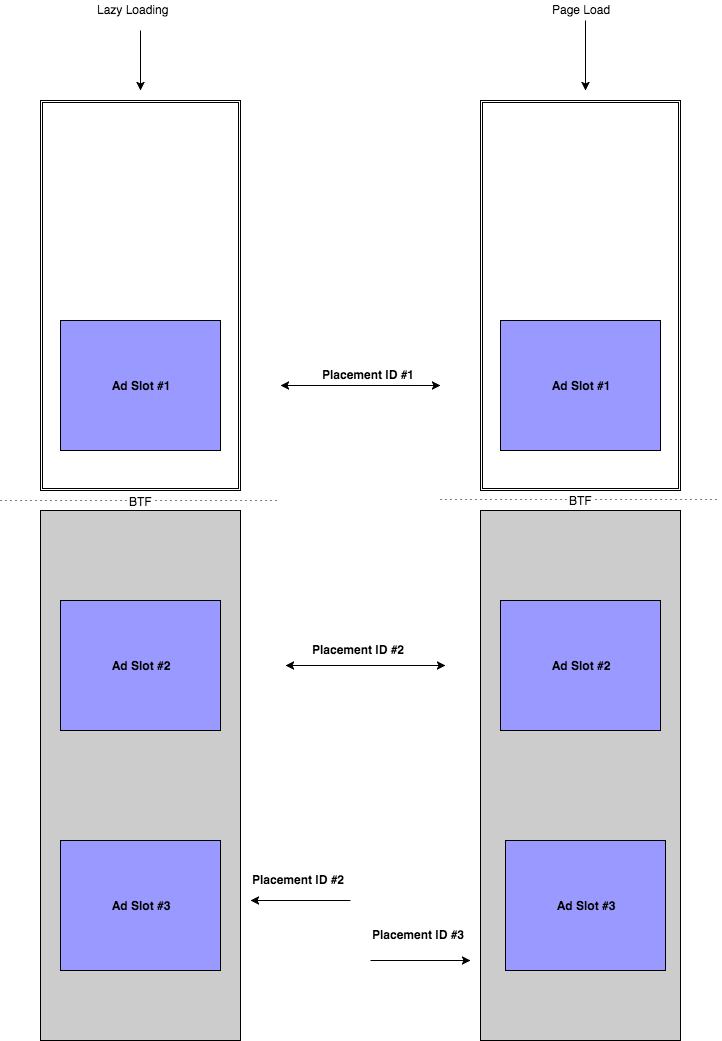 Lazy Loading
Page Load
Placement ID #1
Ad Slot #1
Ad Slot #1
BTF
BTF
Placement ID #2
Ad Slot #2
Ad Slot #2
Placement ID #2
Ad Slot #3
Ad Slot #3
Placement ID #3